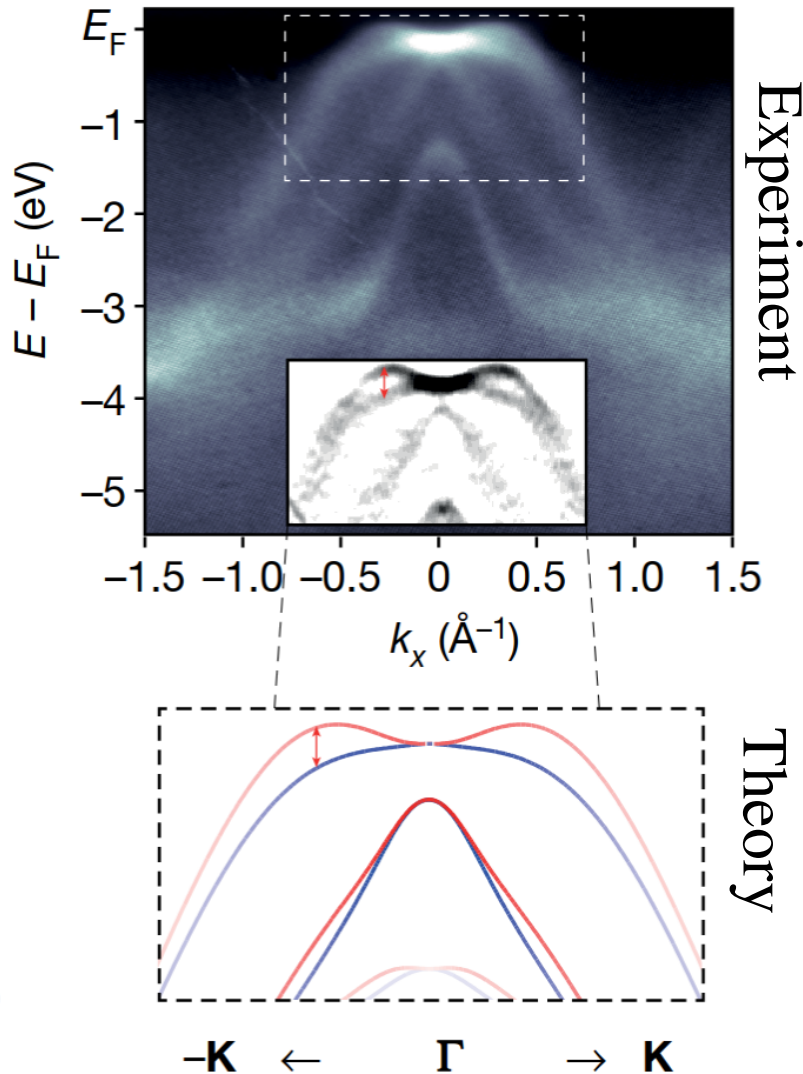 E_F
−1
−2
−3
−4
−5
E − E_F (eV)
−1.5 −1.0 −0.5 0 0.5 1.0 1.5
k_x (Å⁻¹)
Experiment
Theory
−K ← Γ → K